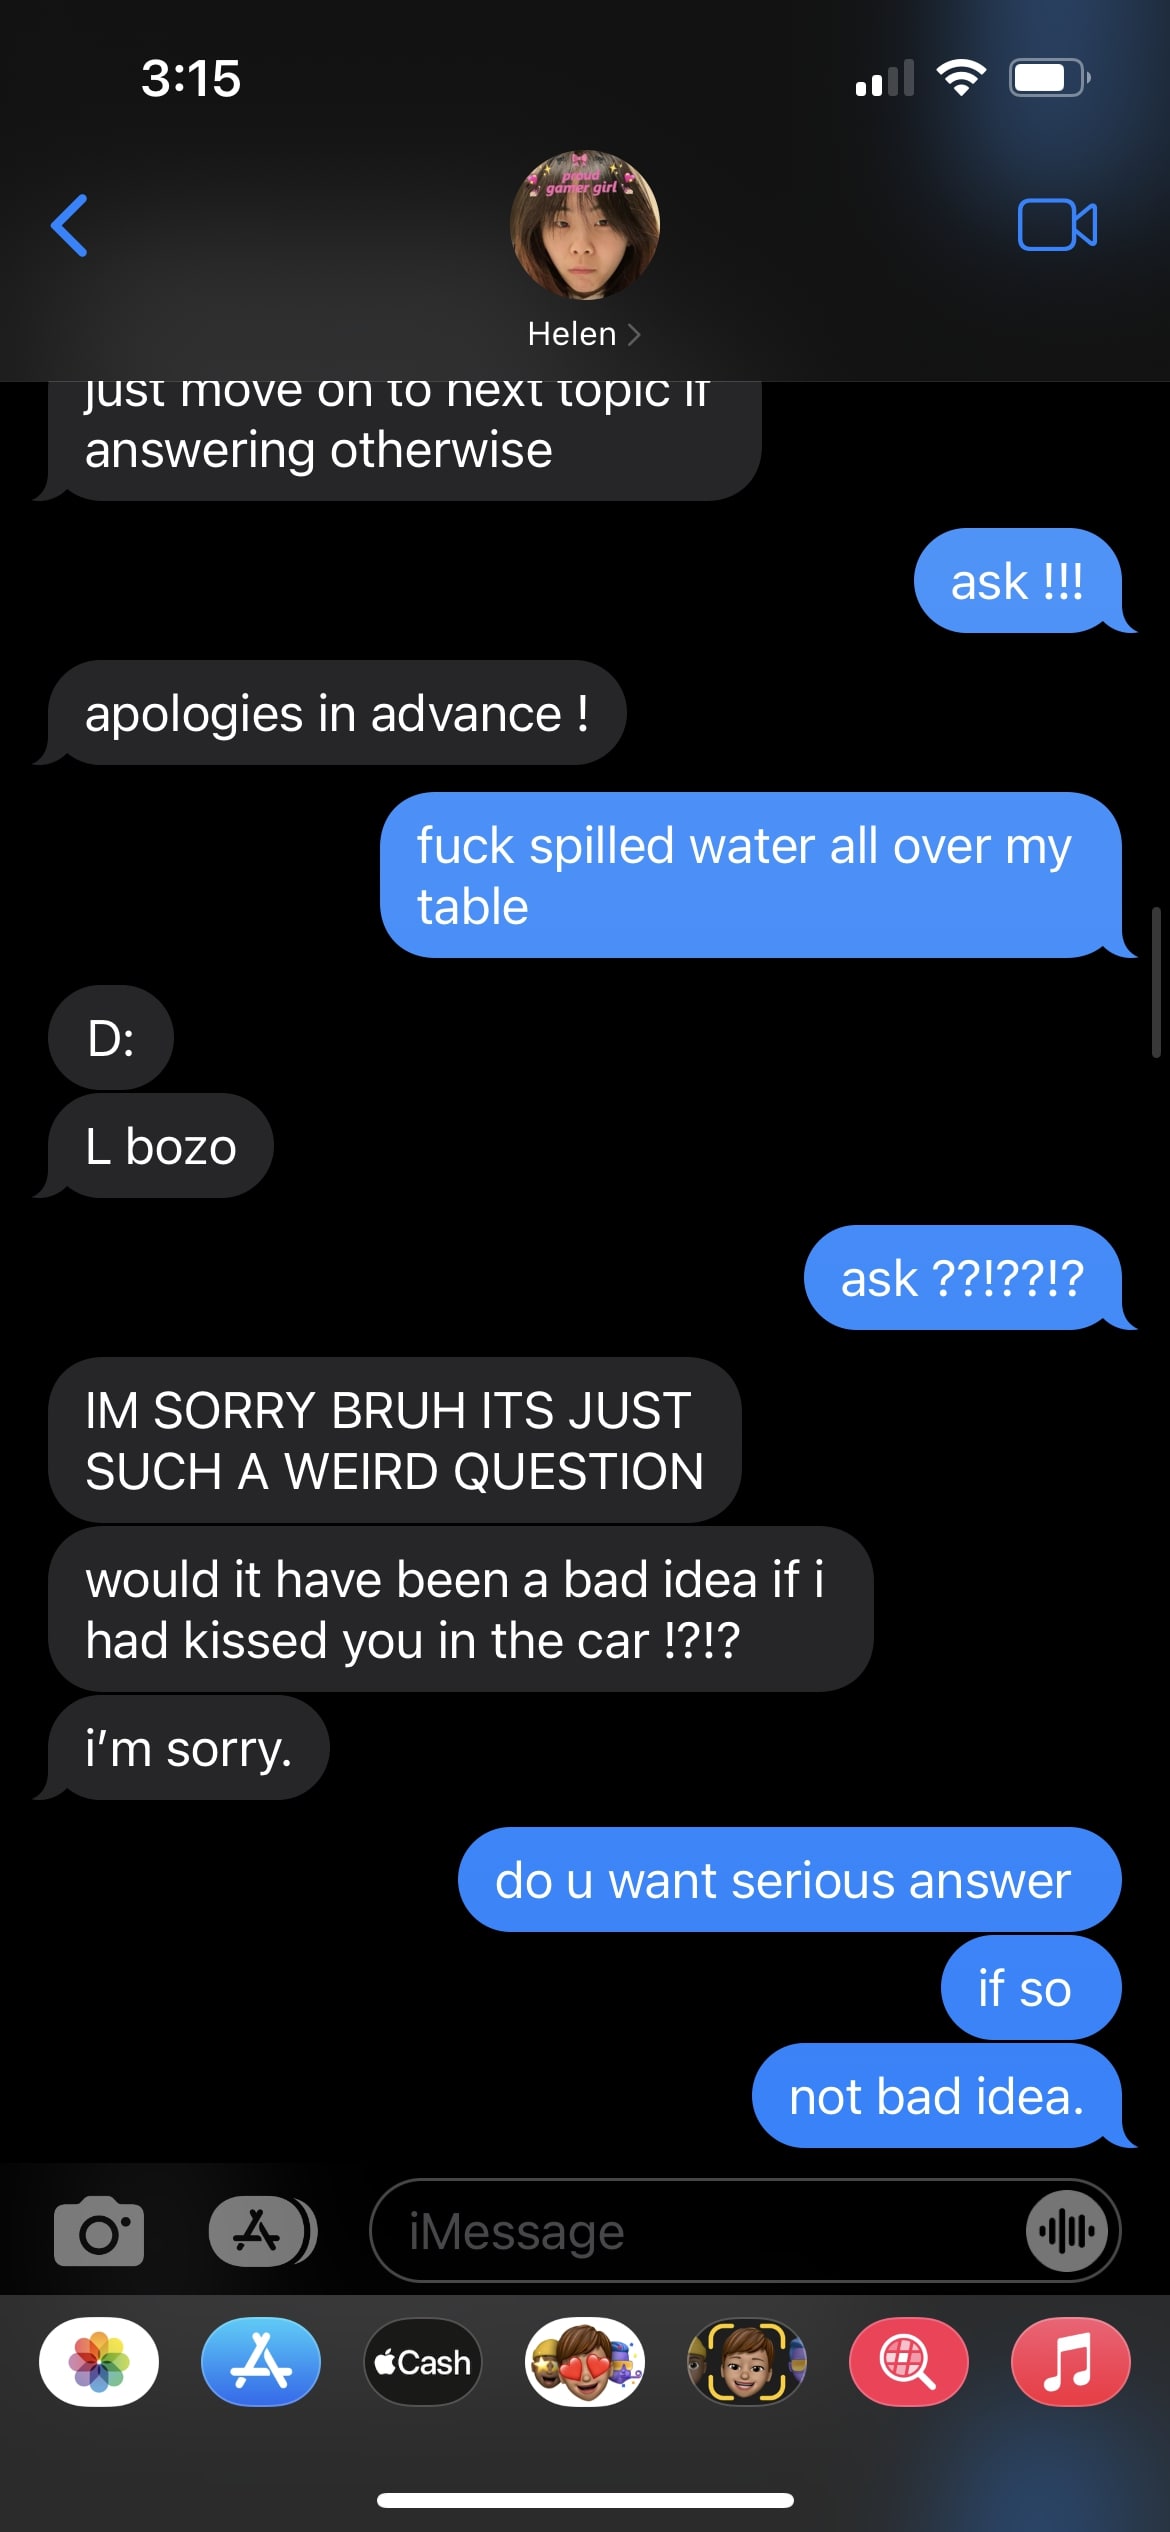 3:15
proud
gamer girl
Helen
just move on to next topic if
answering otherwise
ask !!!
apologies in advance !
fuck spilled water all over my
table
D:
L bozo
ask ??!??!?
IM SORRY BRUH ITS JUST
SUCH A WEIRD QUESTION
would it have been a bad idea if i
had kissed you in the car !?!?
i'm sorry.
do u want serious answer
if so
not bad idea.
iMessage
Cash